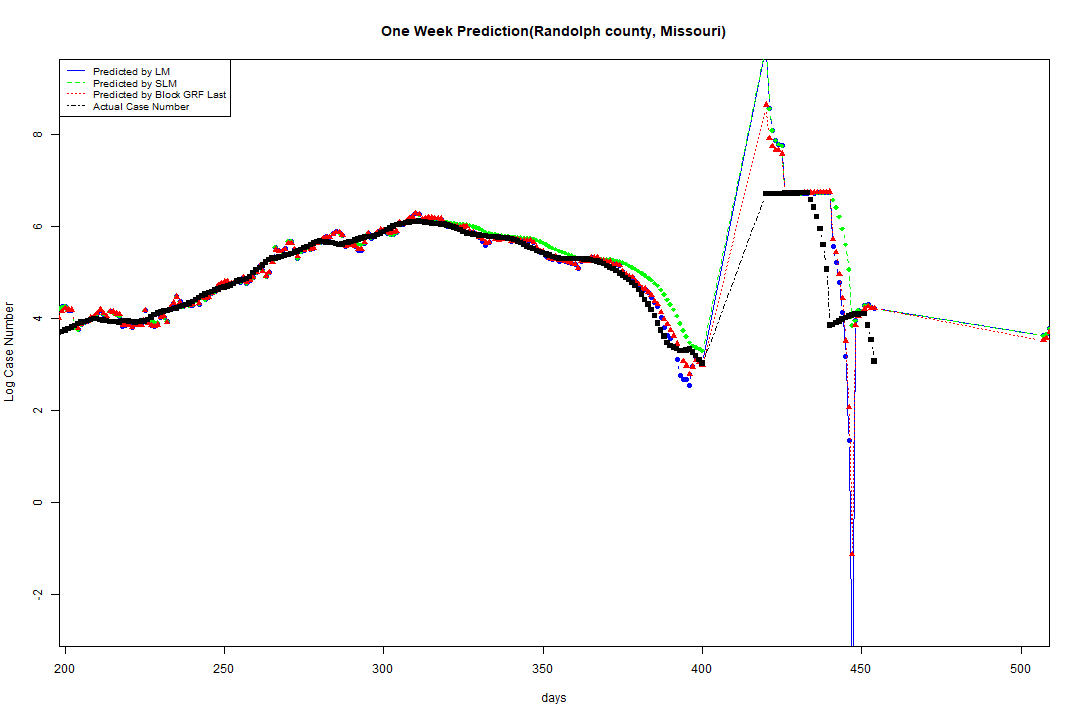 One Week Prediction(Randolph county, Missouri)
Predicted by LM
Predicted by SLM
Predicted by Block GRF Last
Actual Case Number
Log Case Number
8
6
4
2
0
-2
200 250 300 350 400 450 500
days